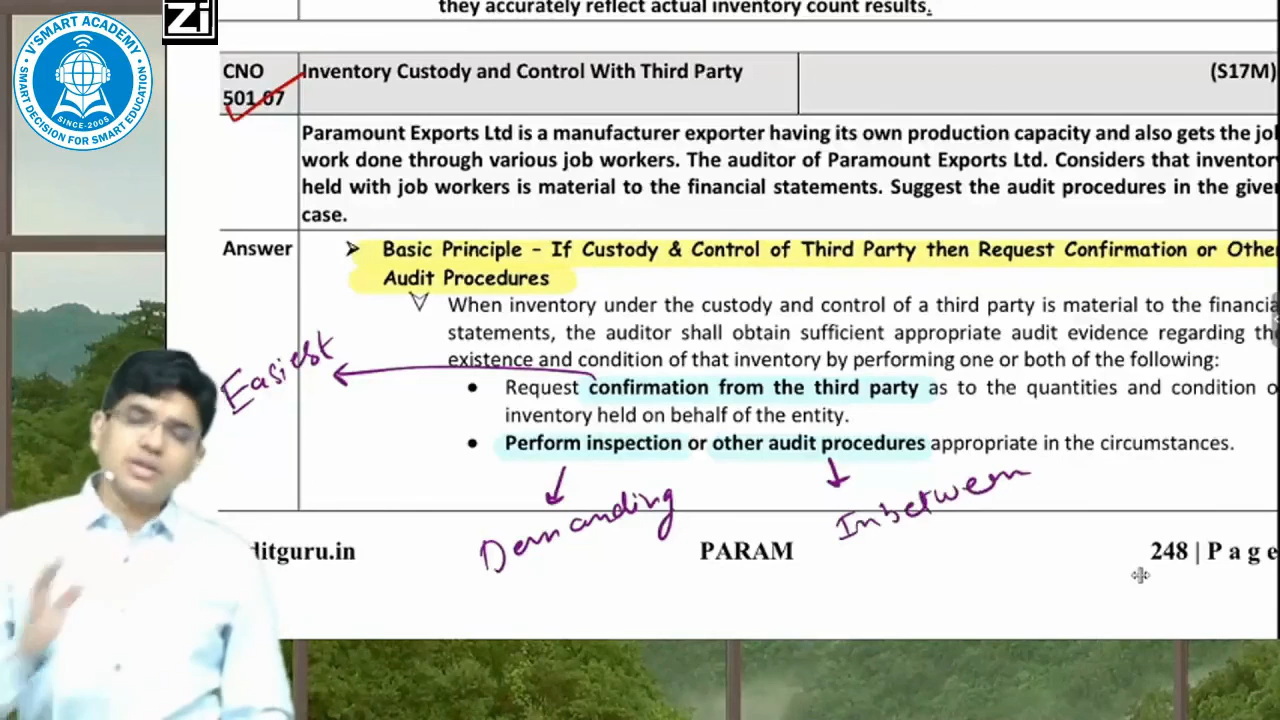 they accurately reflect actual inventory count results.
Zi
V'SMART ACADEMY
SMART DECISION FOR SMART EDUCATION
SINCE-2005
CNO Inventory Custody and Control With Third Party (S17M)
501.07
Paramount Exports Ltd is a manufacturer exporter having its own production capacity and also gets the jo
work done through various job workers. The auditor of Paramount Exports Ltd. Considers that inventor
held with job workers is material to the financial statements. Suggest the audit procedures in the give
case.
Answer ➢ Basic Principle - If Custody & Control of Third Party then Request Confirmation or Othe
Audit Procedures
When inventory under the custody and control of a third party is material to the financia
statements, the auditor shall obtain sufficient appropriate audit evidence regarding th
existence and condition of that inventory by performing one or both of the following:
Easiest
• Request confirmation from the third party as to the quantities and condition o
inventory held on behalf of the entity.
• Perform inspection or other audit procedures appropriate in the circumstances.
Demanding Inbetween
ditguru.in PARAM 248 | P a g e